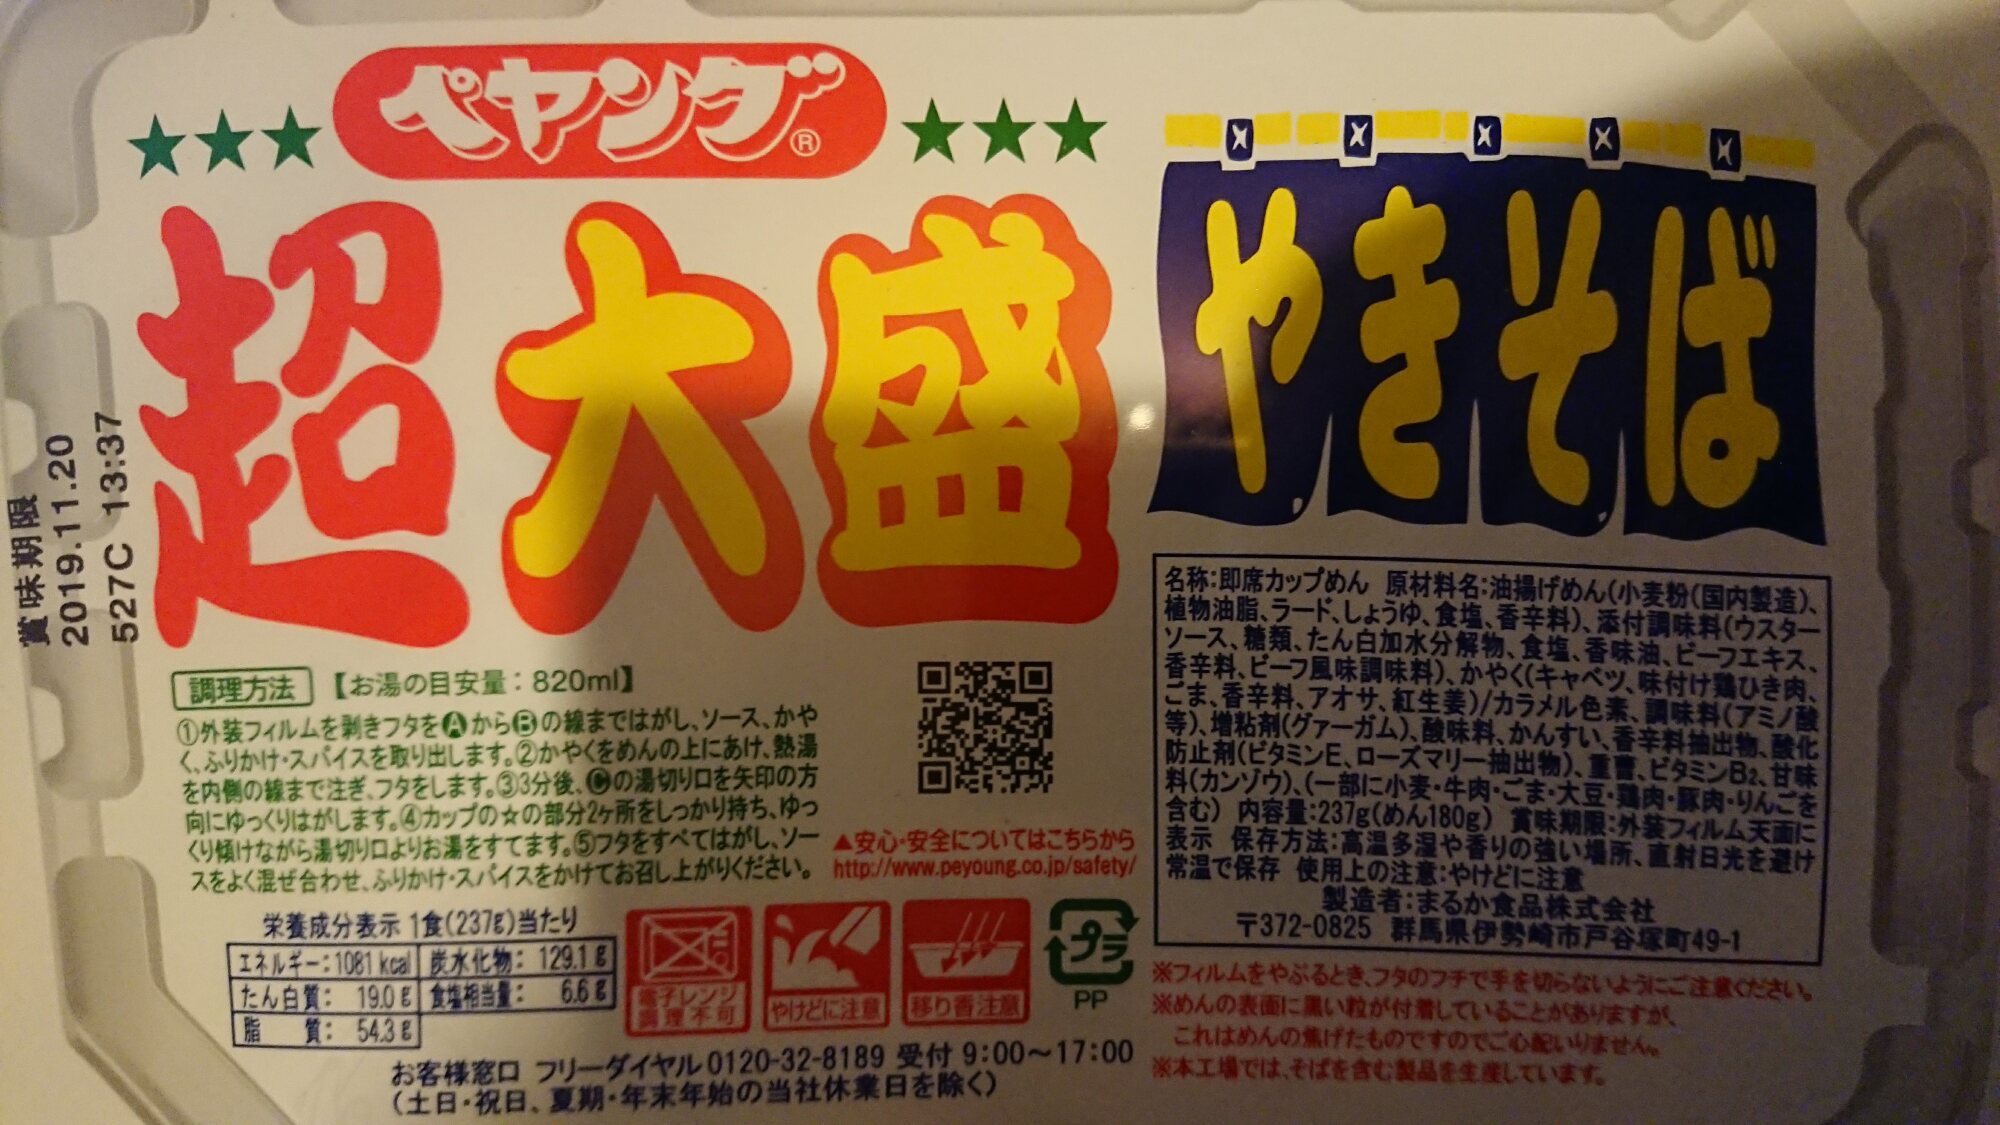 ペヤング®
超大盛
やきそば
賞味期限
2019.11.20
527C 13:37
調理方法 【お湯の目安量：820ml】
①外装フィルムを剥きフタをⒶからⒷの線まではがし、ソース、かや
く、ふりかけ・スパイスを取り出します。②かやくをめんの上にあけ、熱湯
を内側の線まで注ぎ、フタをします。③3分後、Ⓒの湯切り口を矢印の方
向にゆっくりはがします。④カップの☆の部分2ヶ所をしっかり持ち、ゆっ
くり傾けながら湯切り口よりお湯をすてます。⑤フタをすべてはがし、ソー
スをよく混ぜ合わせ、ふりかけ・スパイスをかけてお召し上がりください。
▲安心・安全についてはこちらから
http://www.peyoung.co.jp/safety/
栄養成分表示 1食(237g)当たり
エネルギー：1081kcal 炭水化物：129.1g
たん白質：19.0g 食塩相当量：6.6g
脂質：54.3g
電子レンジ
調理不可
やけどに注意
移り香注意
プラ
PP
お客様窓口 フリーダイヤル 0120-32-8189 受付 9：00～17：00
（土日・祝日、夏期・年末年始の当社休業日を除く）
名称：即席カップめん 原材料名：油揚げめん(小麦粉(国内製造)、
植物油脂、ラード、しょうゆ、食塩、香辛料)、添付調味料(ウスター
ソース、糖類、たん白加水分解物、食塩、香味油、ビーフエキス、
香辛料、ビーフ風味調味料)、かやく((キャベツ、味付け鶏ひき肉、
ごま、香辛料、アオサ、紅生姜)/カラメル色素、調味料(アミノ酸
等)、増粘剤(グァーガム)、酸味料、かんすい、香辛料抽出物、酸化
防止剤(ビタミンE、ローズマリー抽出物)、重曹、ビタミンB₂、甘味
料(カンゾウ)、(一部に小麦・牛肉・ごま・大豆・鶏肉・豚肉・りんごを
含む) 内容量：237g(めん180g) 賞味期限：外装フィルム天面に
表示 保存方法：高温多湿や香りの強い場所、直射日光を避け
常温で保存 使用上の注意：やけどに注意
製造者：まるか食品株式会社
〒372-0825 群馬県伊勢崎市戸谷塚町49-1
※フィルムをやぶるとき、フタのフチで手を切らないようにご注意ください。
※めんの表面に黒い粒が付着していることがありますが、
これはめんの焦げたものですのでご心配いりません。
※本工場では、そばを含む製品を生産しています。